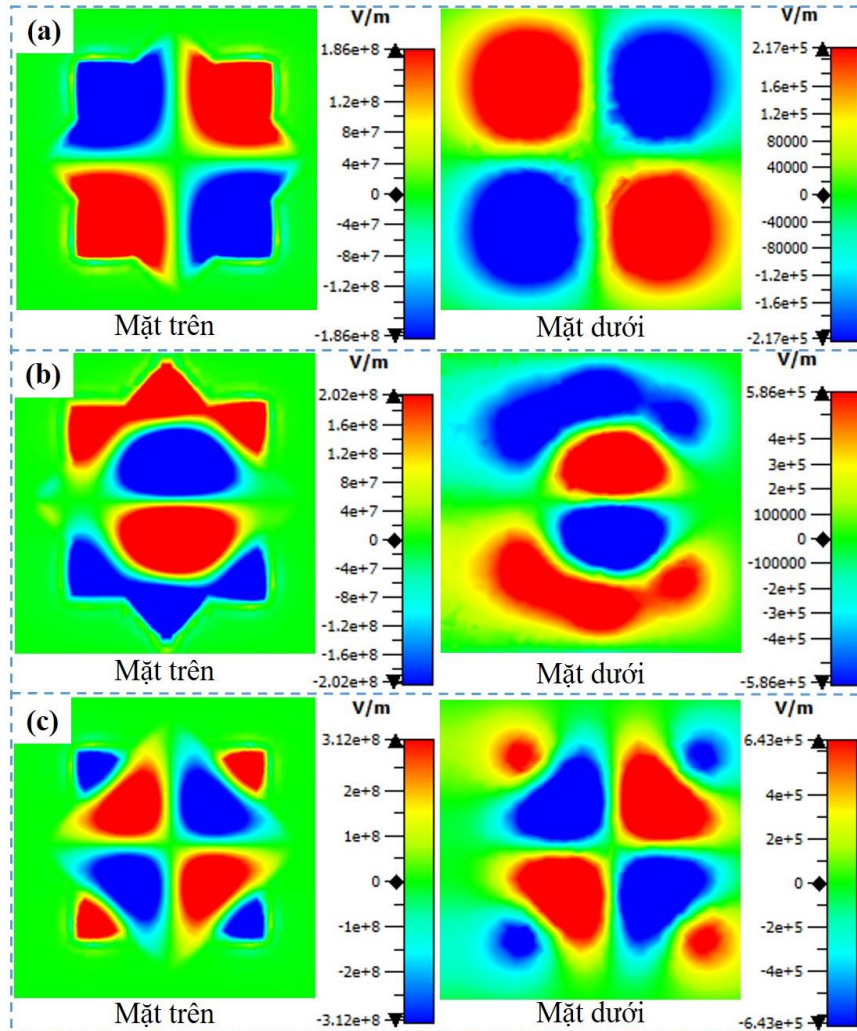 (a)
V/m
1.86e+8
1.2e+8
8e+7
4e+7
0
-4e+7
-8e+7
-1.2e+8
-1.86e+8
Mặt trên
V/m
2.17e+5
1.6e+5
1.2e+5
80000
40000
0
-40000
-80000
-1.2e+5
-1.6e+5
-2.17e+5
Mặt dưới
(b)
V/m
2.02e+8
1.6e+8
1.2e+8
8e+7
4e+7
0
-4e+7
-8e+7
-1.2e+8
-1.6e+8
-2.02e+8
Mặt trên
V/m
5.86e+5
4e+5
3e+5
2e+5
100000
0
-100000
-2e+5
-3e+5
-4e+5
-5.86e+5
Mặt dưới
(c)
V/m
3.12e+8
2e+8
1e+8
0
-1e+8
-2e+8
-3.12e+8
Mặt trên
V/m
6.43e+5
4e+5
2e+5
0
-2e+5
-4e+5
-6.43e+5
Mặt dưới